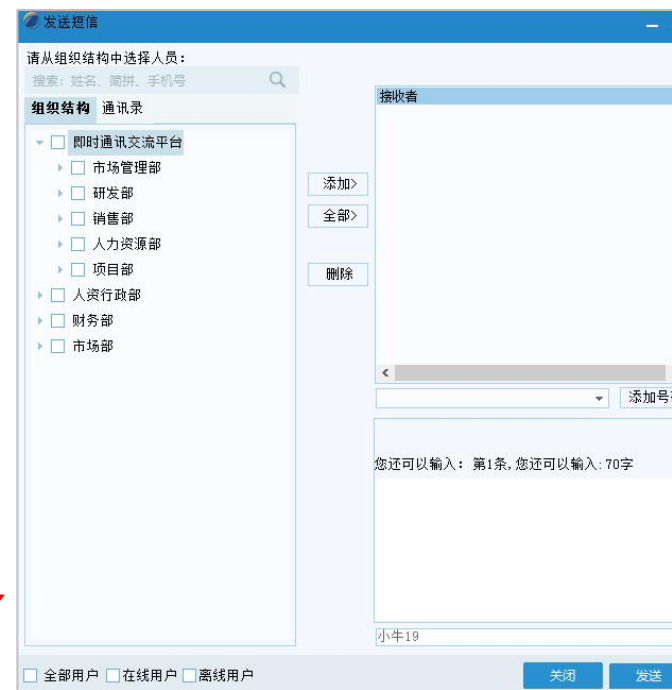 发送短信
请从组织结构中选择人员:
搜索: 姓名、简拼、手机号
组织结构 通讯录
即时通讯交流平台
市场管理部
研发部
销售部
人力资源部
项目部
人资行政部
财务部
市场部
添加>
全部>
删除
接收者
添加号
您还可以输入: 第1条,您还可以输入:70字
小牛19
全部用户 在线用户 离线用户
关闭 发送